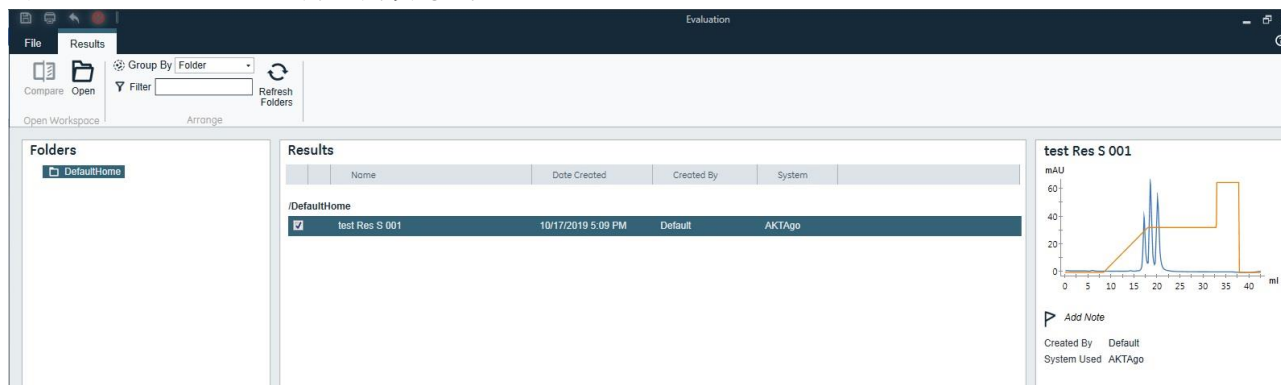 Evaluation
File Results
Compare Open
Group By Folder
Filter
Refresh Folders
Open Workspace
Arrange
Folders
DefaultHome
Results
Name Date Created Created By System
/DefaultHome
test Res S 001 10/17/2019 5:09 PM Default AKTAgo
test Res S 001
mAU
60
40
20
0
0 5 10 15 20 25 30 35 40 ml
Add Note
Created By Default
System Used AKTAgo